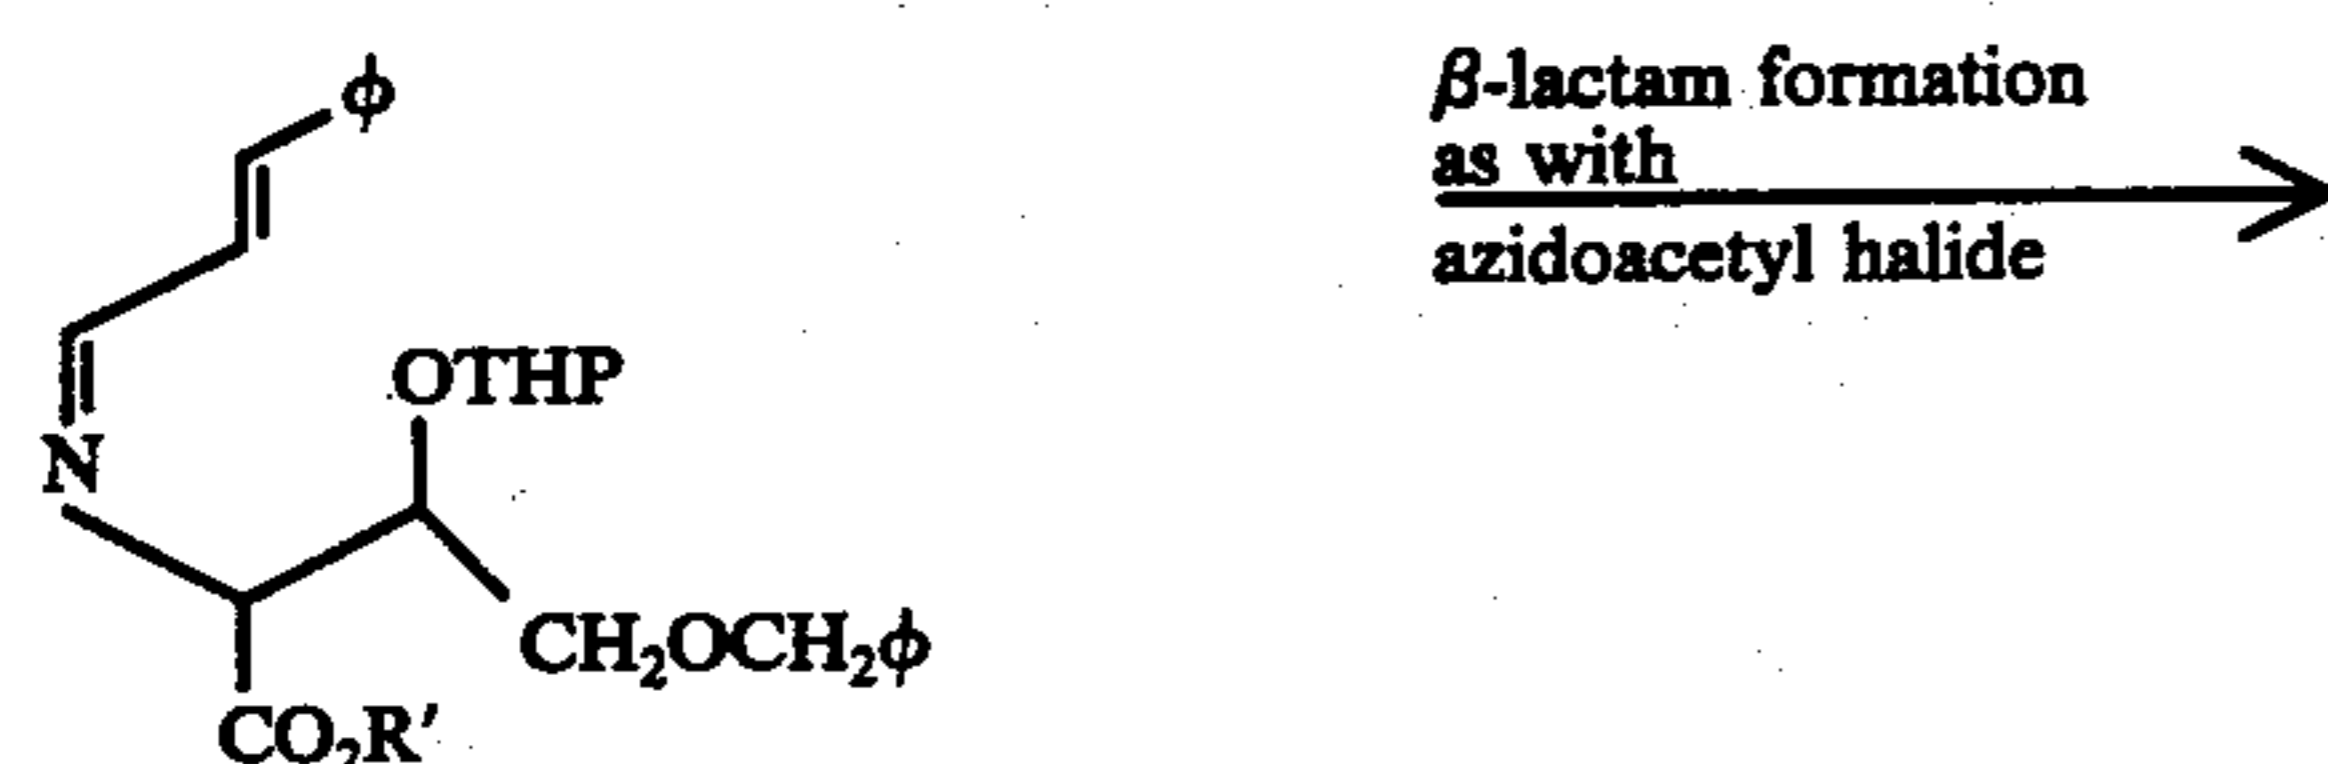 ϕ
β-lactam formation
as with
azidoacetyl halide
OTHP
N
CH₂OCH₂ϕ
CO₂R′